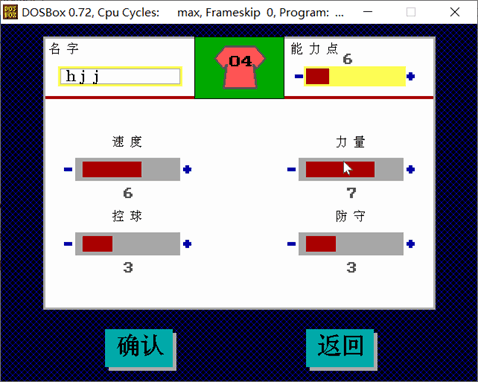 DOSBox 0.72, Cpu Cycles: max, Frameskip 0, Program: ...
名字
hjj
04
能力点
6
- +
速度
力量
- +
- +
6
7
控球
防守
- +
- +
3
3
确认
返回